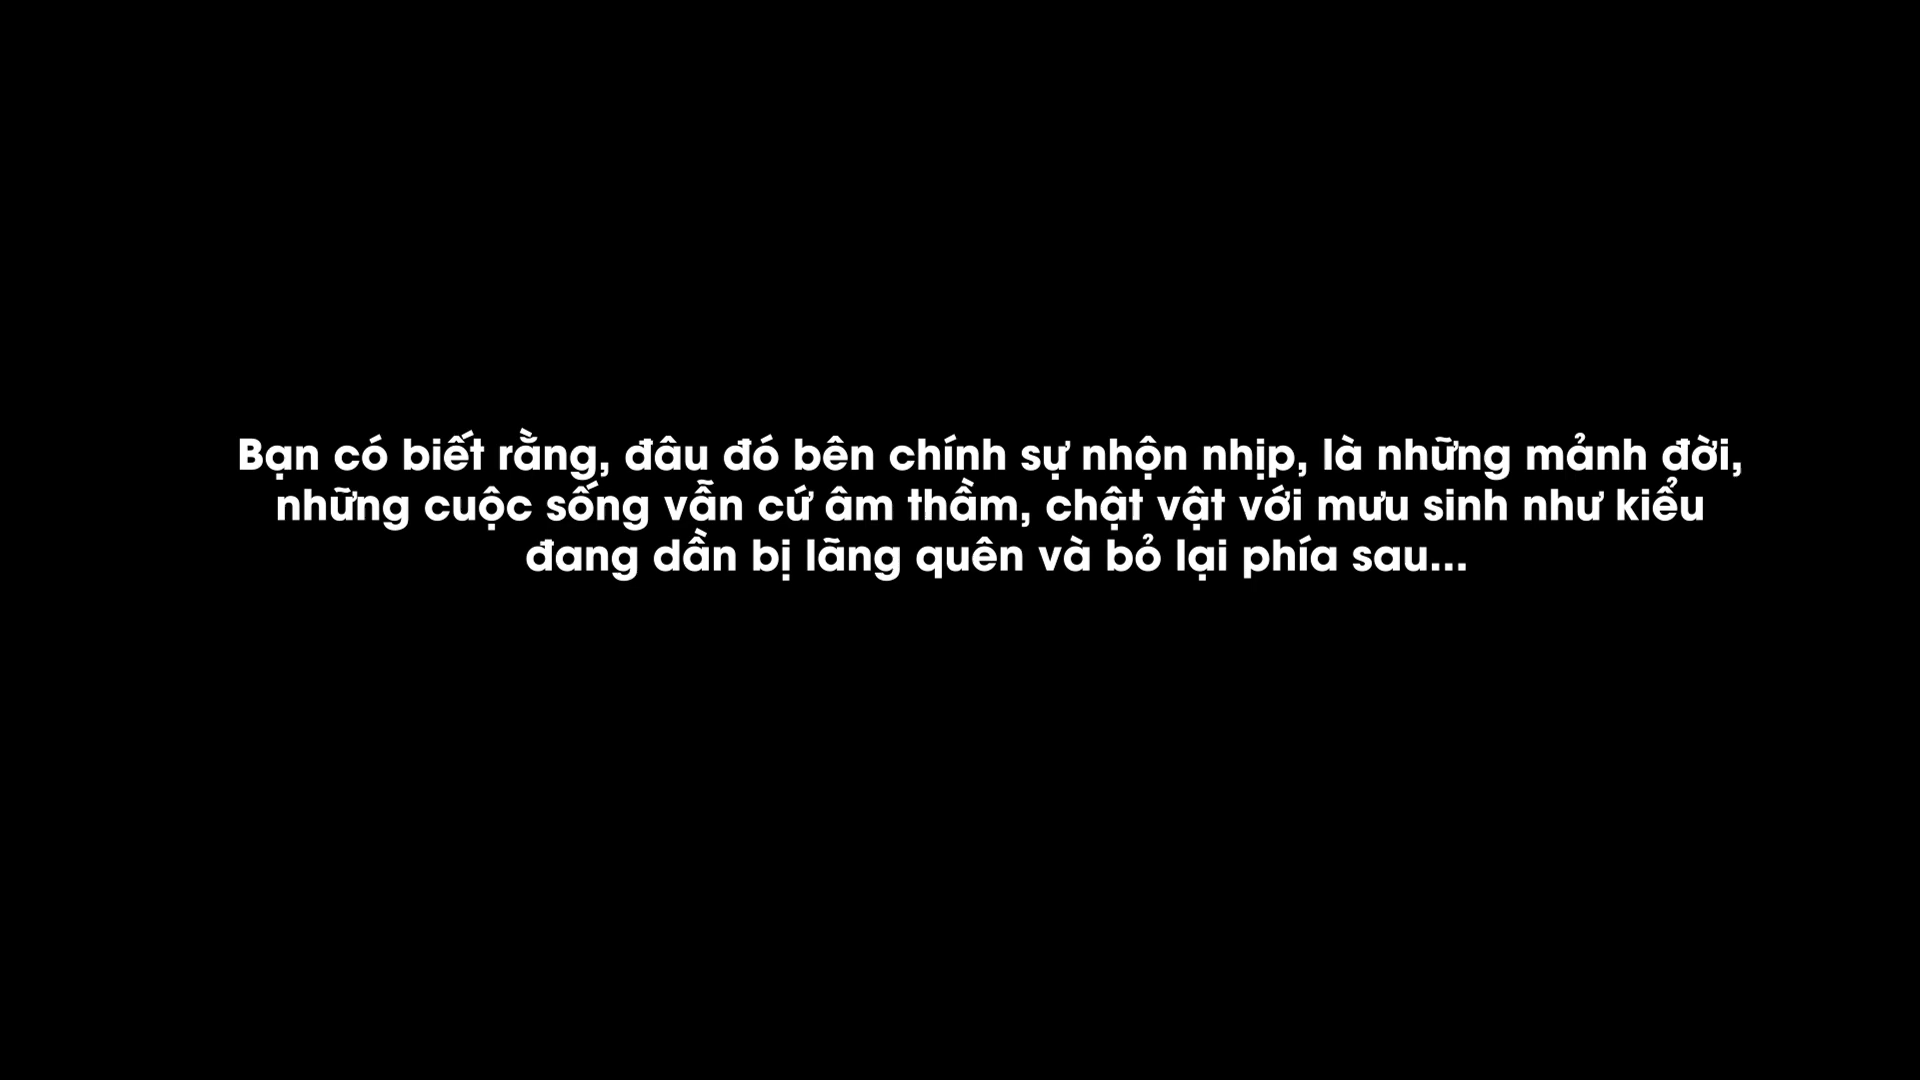 Bạn có biết rằng, đâu đó bên chính sự nhộn nhịp, là những mảnh đời,
những cuộc sống vẫn cứ âm thầm, chật vật với mưu sinh như kiểu
đang dần bị lãng quên và bỏ lại phía sau...